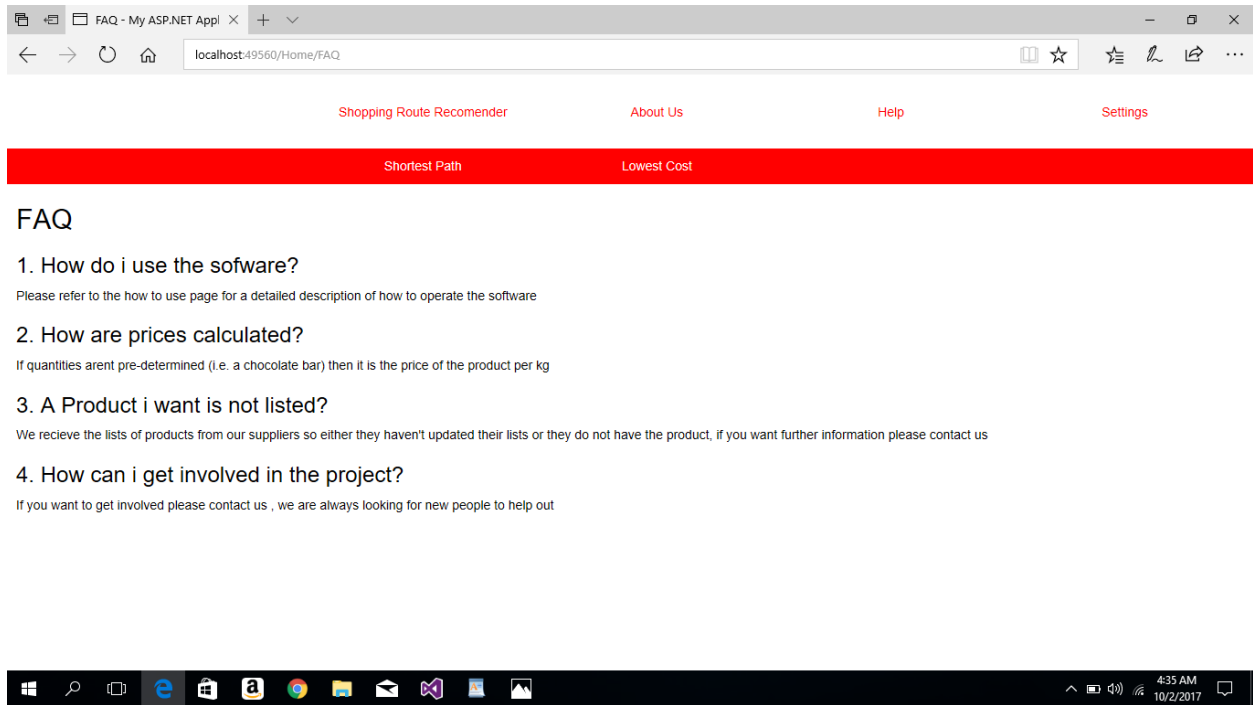 FAQ - My ASP.NET Appl
localhost:49560/Home/FAQ
Shopping Route Recomender About Us Help Settings
Shortest Path Lowest Cost
FAQ
1. How do i use the sofware?
Please refer to the how to use page for a detailed description of how to operate the software
2. How are prices calculated?
If quantities arent pre-determined (i.e. a chocolate bar) then it is the price of the product per kg
3. A Product i want is not listed?
We recieve the lists of products from our suppliers so either they haven't updated their lists or they do not have the product, if you want further information please contact us
4. How can i get involved in the project?
If you want to get involved please contact us , we are always looking for new people to help out
4:35 AM
10/2/2017